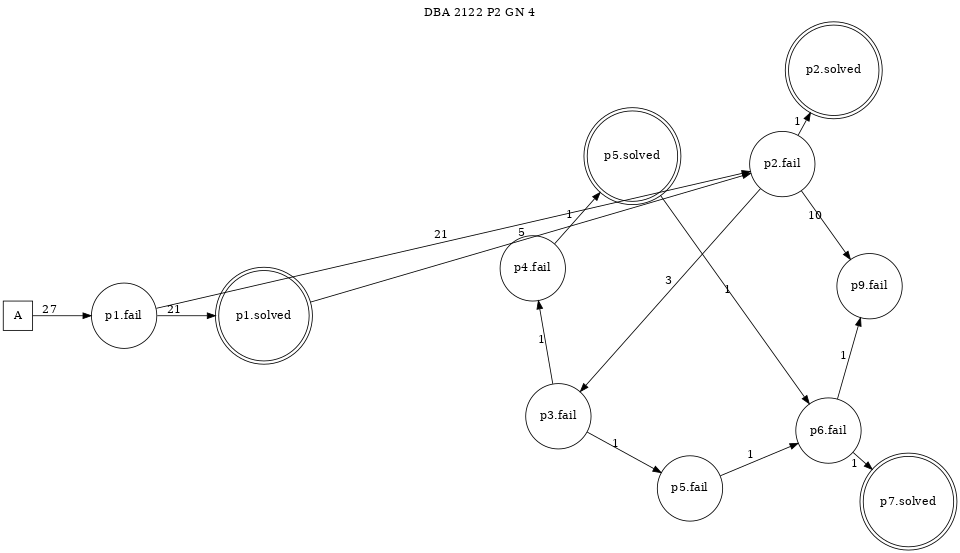 DBA 2122 P2 GN 4
p2.solved
1
p5.solved
p2.fail
1
21
10
5
p4.fail
p9.fail
3
1
A
27
p1.fail
21
p1.solved
1
1
p3.fail
p6.fail
1
1
1
p5.fail
p7.solved